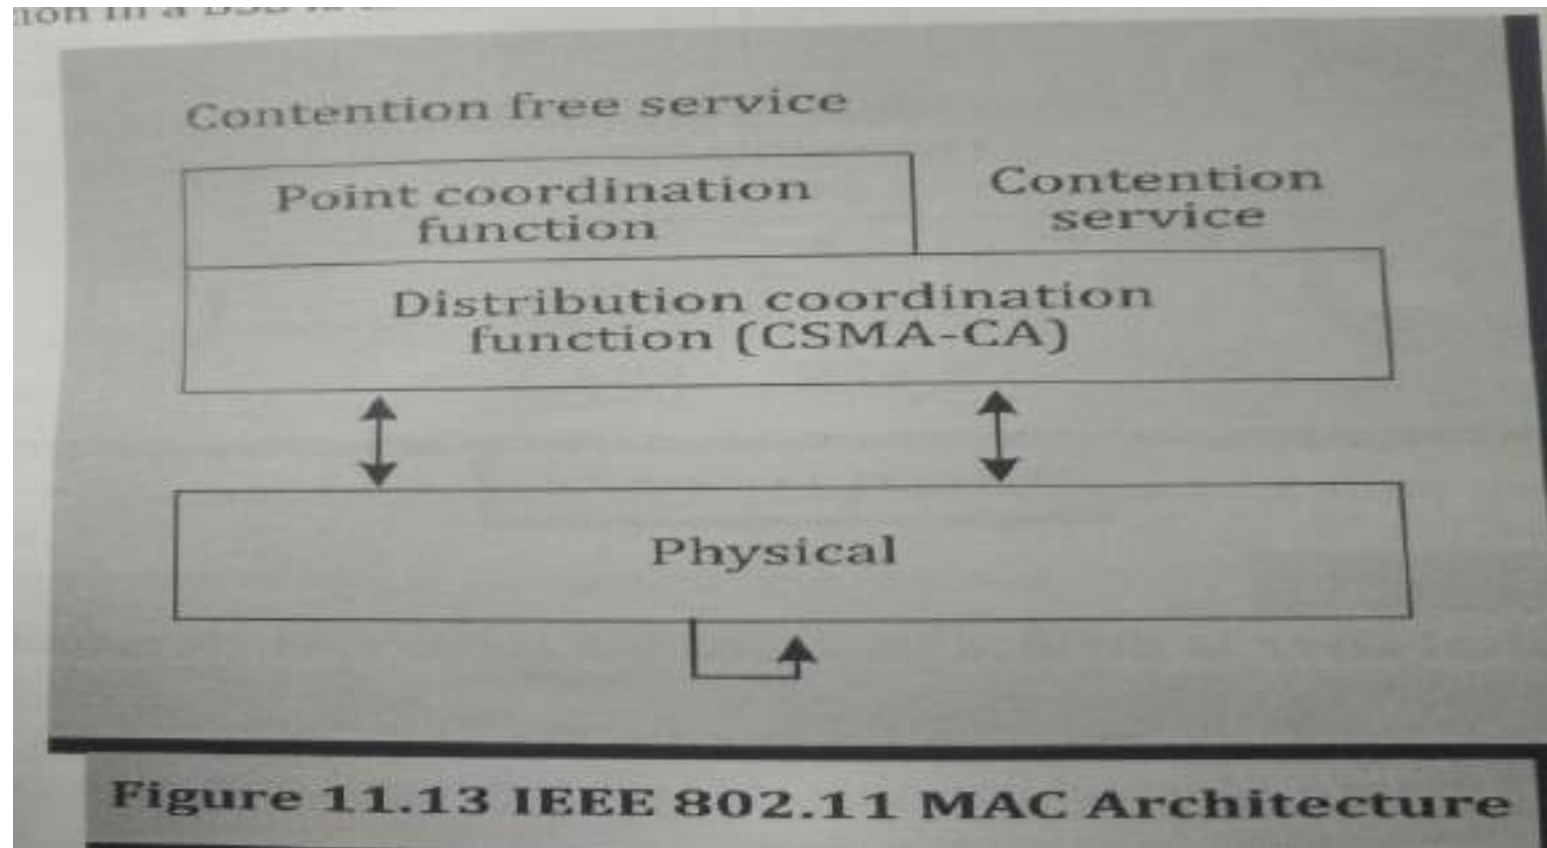 Contention free service
Point coordination
function
Contention
service
Distribution coordination
function (CSMA-CA)
Physical
Figure 11.13 IEEE 802.11 MAC Architecture